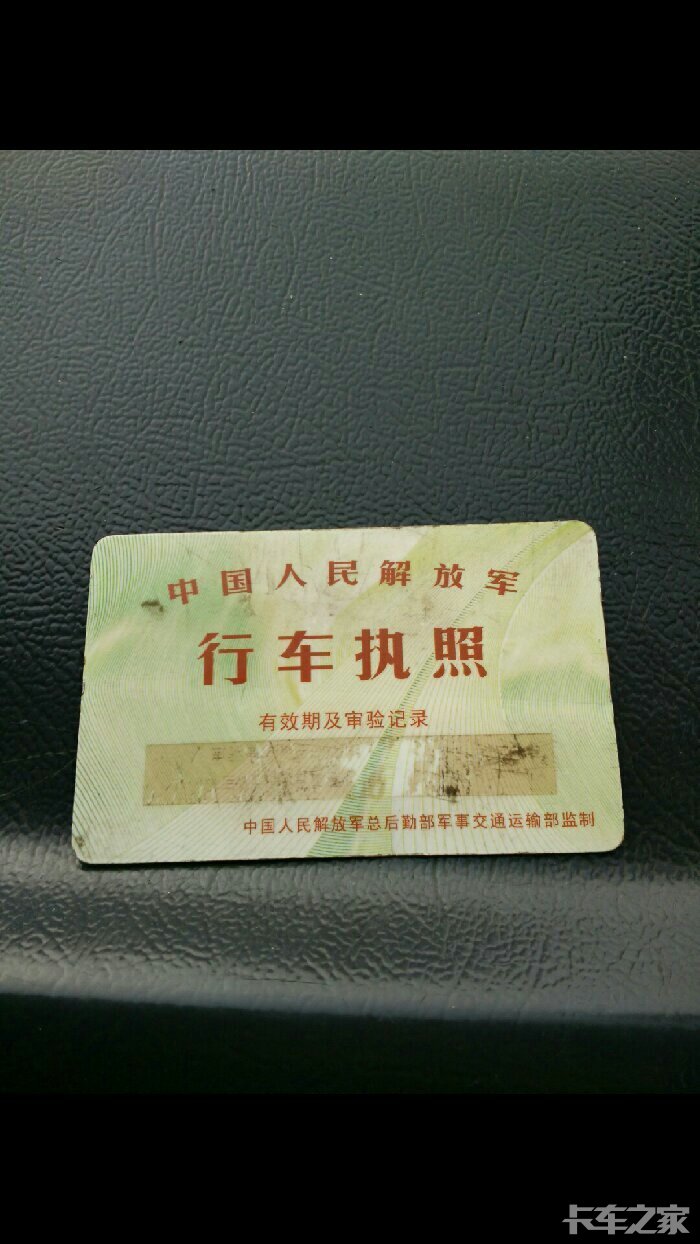 中国人民解放军
行车执照
有效期及审验记录
中国人民解放军总后勤部军事交通运输部监制
卡车之家